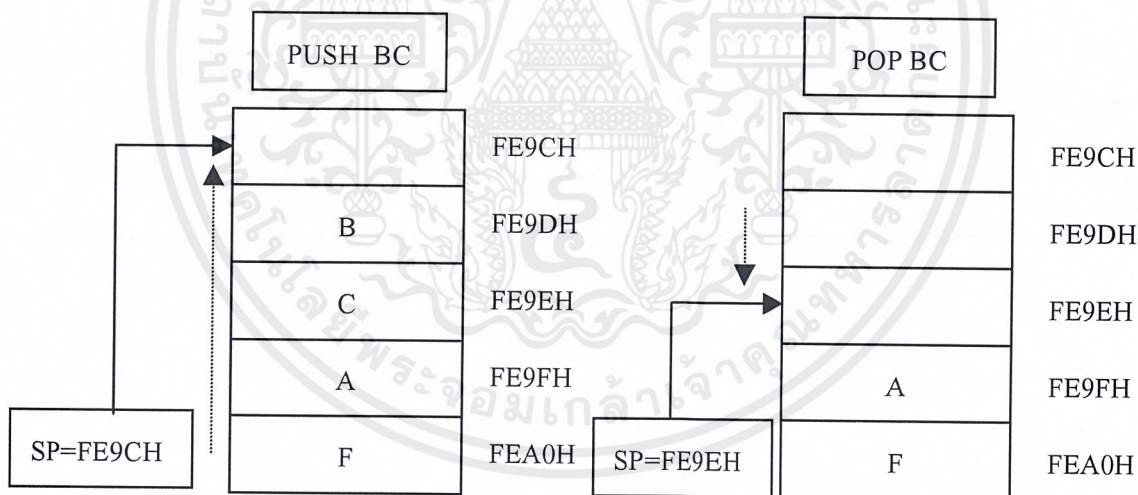 PUSH BC
FE9CH
B
FE9DH
C
FE9EH
A
FE9FH
F
FEA0H
SP=FE9CH
POP BC
FE9CH
FE9DH
FE9EH
A
FE9FH
F
FEA0H
SP=FE9EH